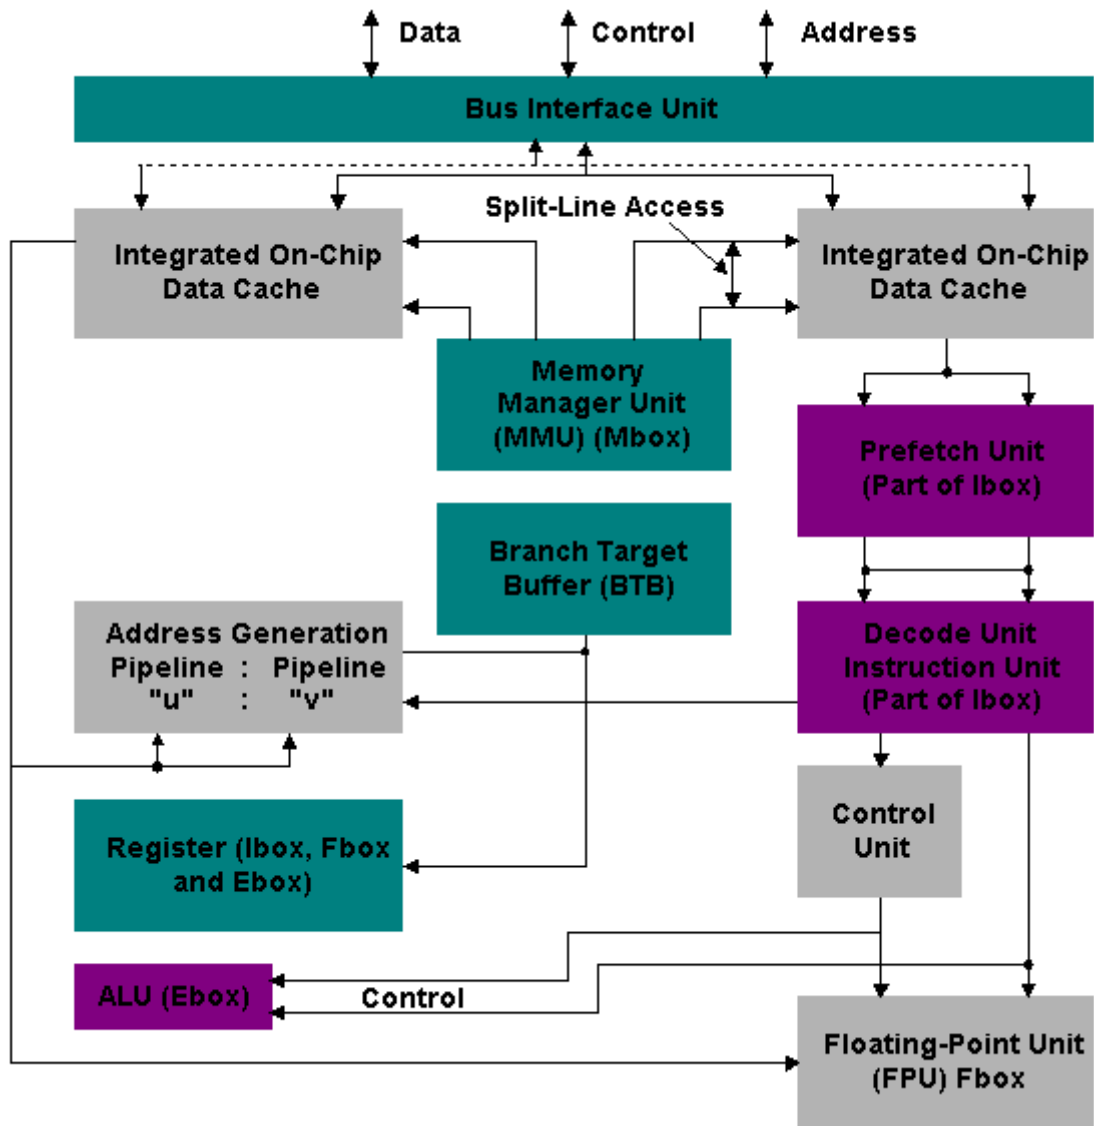 Data
Control
Address
Bus Interface Unit
Split-Line Access
Integrated On-Chip
Data Cache
Integrated On-Chip
Data Cache
Memory
Manager Unit
(MMU) (Mbox)
Prefetch Unit
(Part of Ibox)
Branch Target
Buffer (BTB)
Address Generation
Pipeline : Pipeline
"u" : "v"
Decode Unit
Instruction Unit
(Part of Ibox)
Control
Unit
Register (Ibox, Fbox
and Ebox)
ALU (Ebox)
Control
Floating-Point Unit
(FPU) Fbox